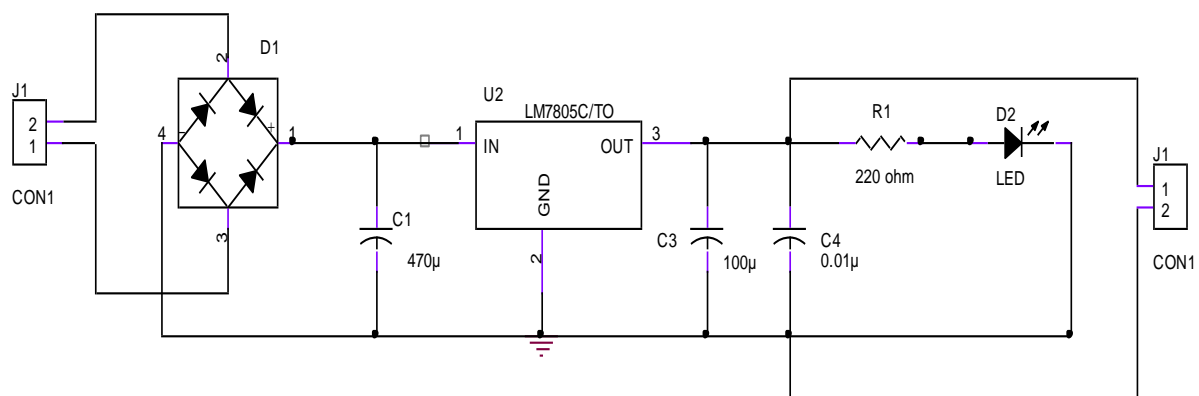 J1
2
1
CON1
D1
2
4
-
+
1
3
C1
470µ
U2
LM7805C/TO
1
IN
OUT
3
GND
2
C3
100µ
C4
0.01µ
R1
220 ohm
D2
LED
J1
1
2
CON1